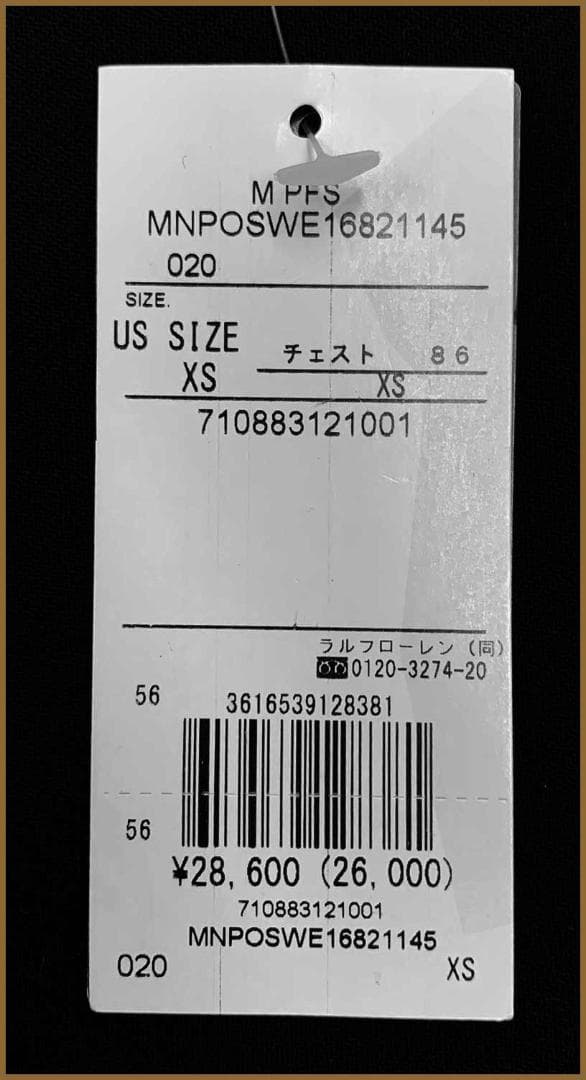 M PFS
MNPOSWE16821145
020
SIZE.
US SIZE
チェスト 86
XS XS
710883121001
ラルフローレン(同)
0120-3274-20
56 3616539128381
56
¥28,600 (26,000)
710883121001
MNPOSWE16821145
020 XS